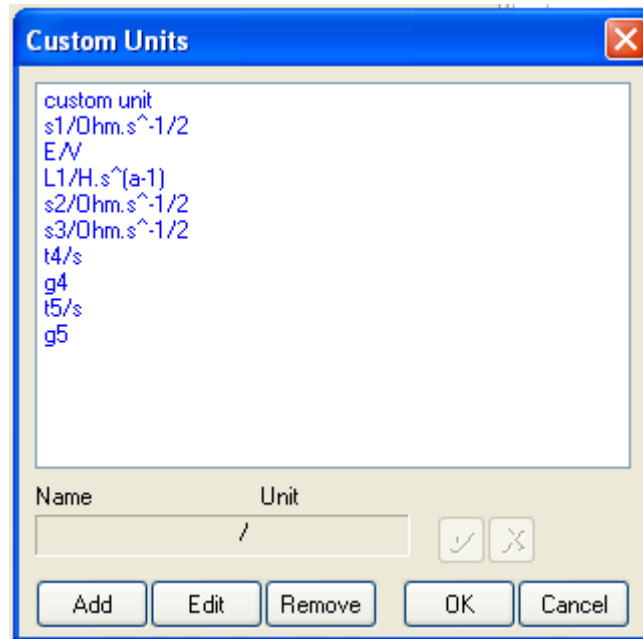 Custom Units
custom unit
s1/Ohm.s^-1/2
E/V
L1/H.s^(a-1)
s2/Ohm.s^-1/2
s3/Ohm.s^-1/2
t4/s
g4
t5/s
g5
Name Unit
/
Add Edit Remove OK Cancel